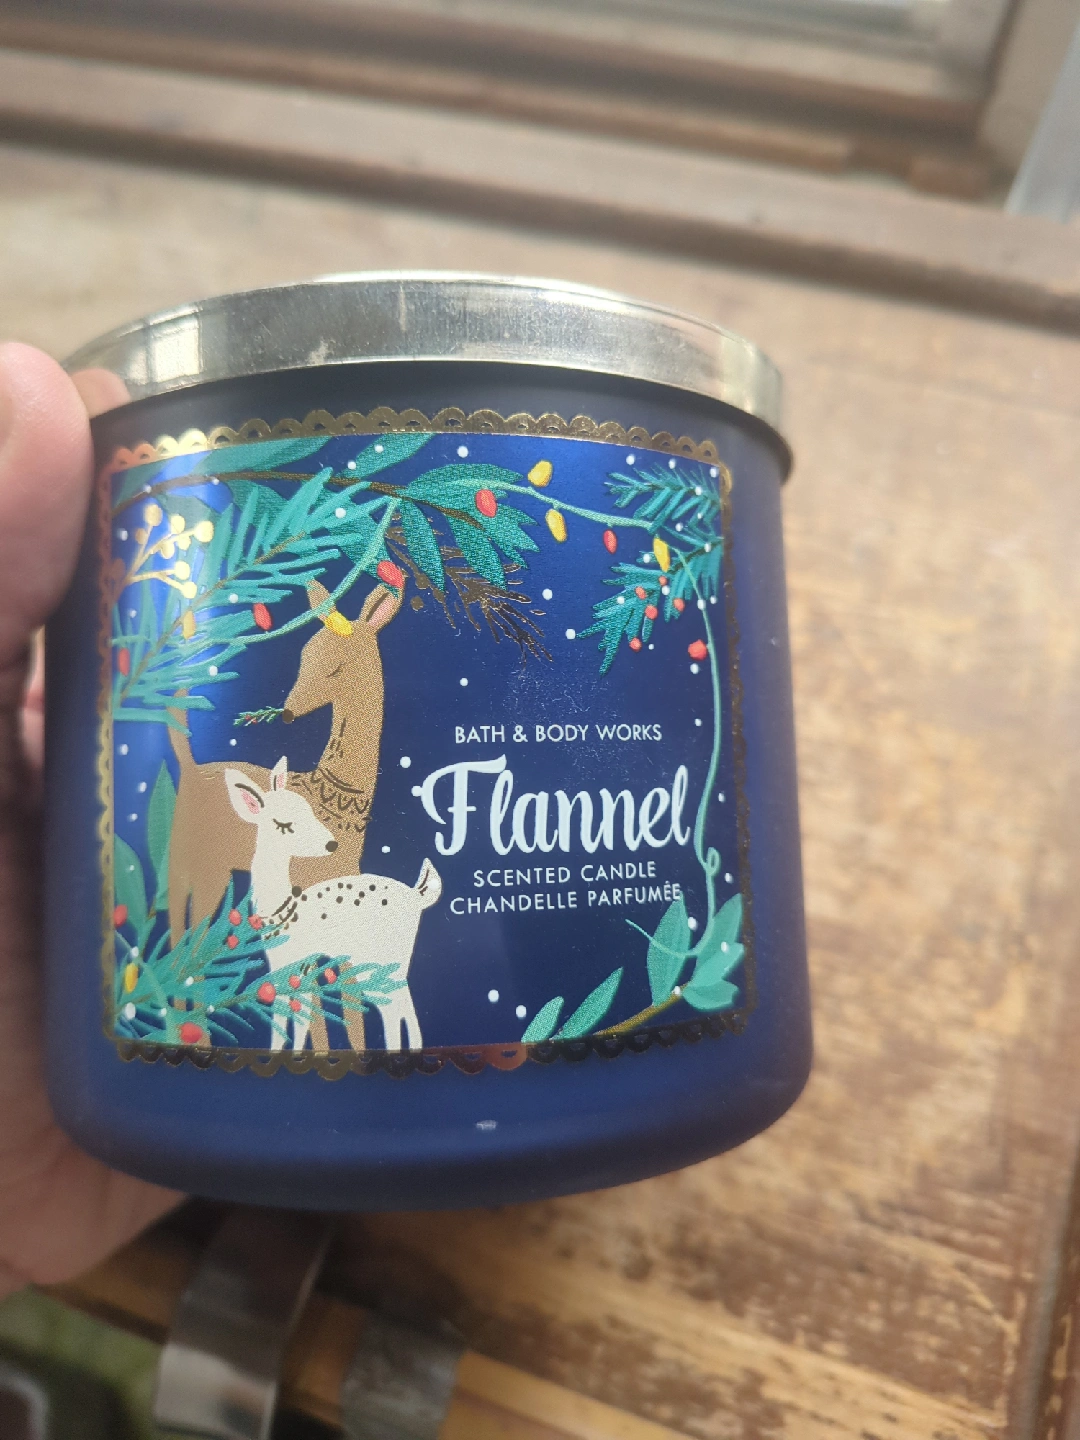 BATH & BODY WORKS
Flannel
SCENTED CANDLE
CHANDELLE PARFUMÉE